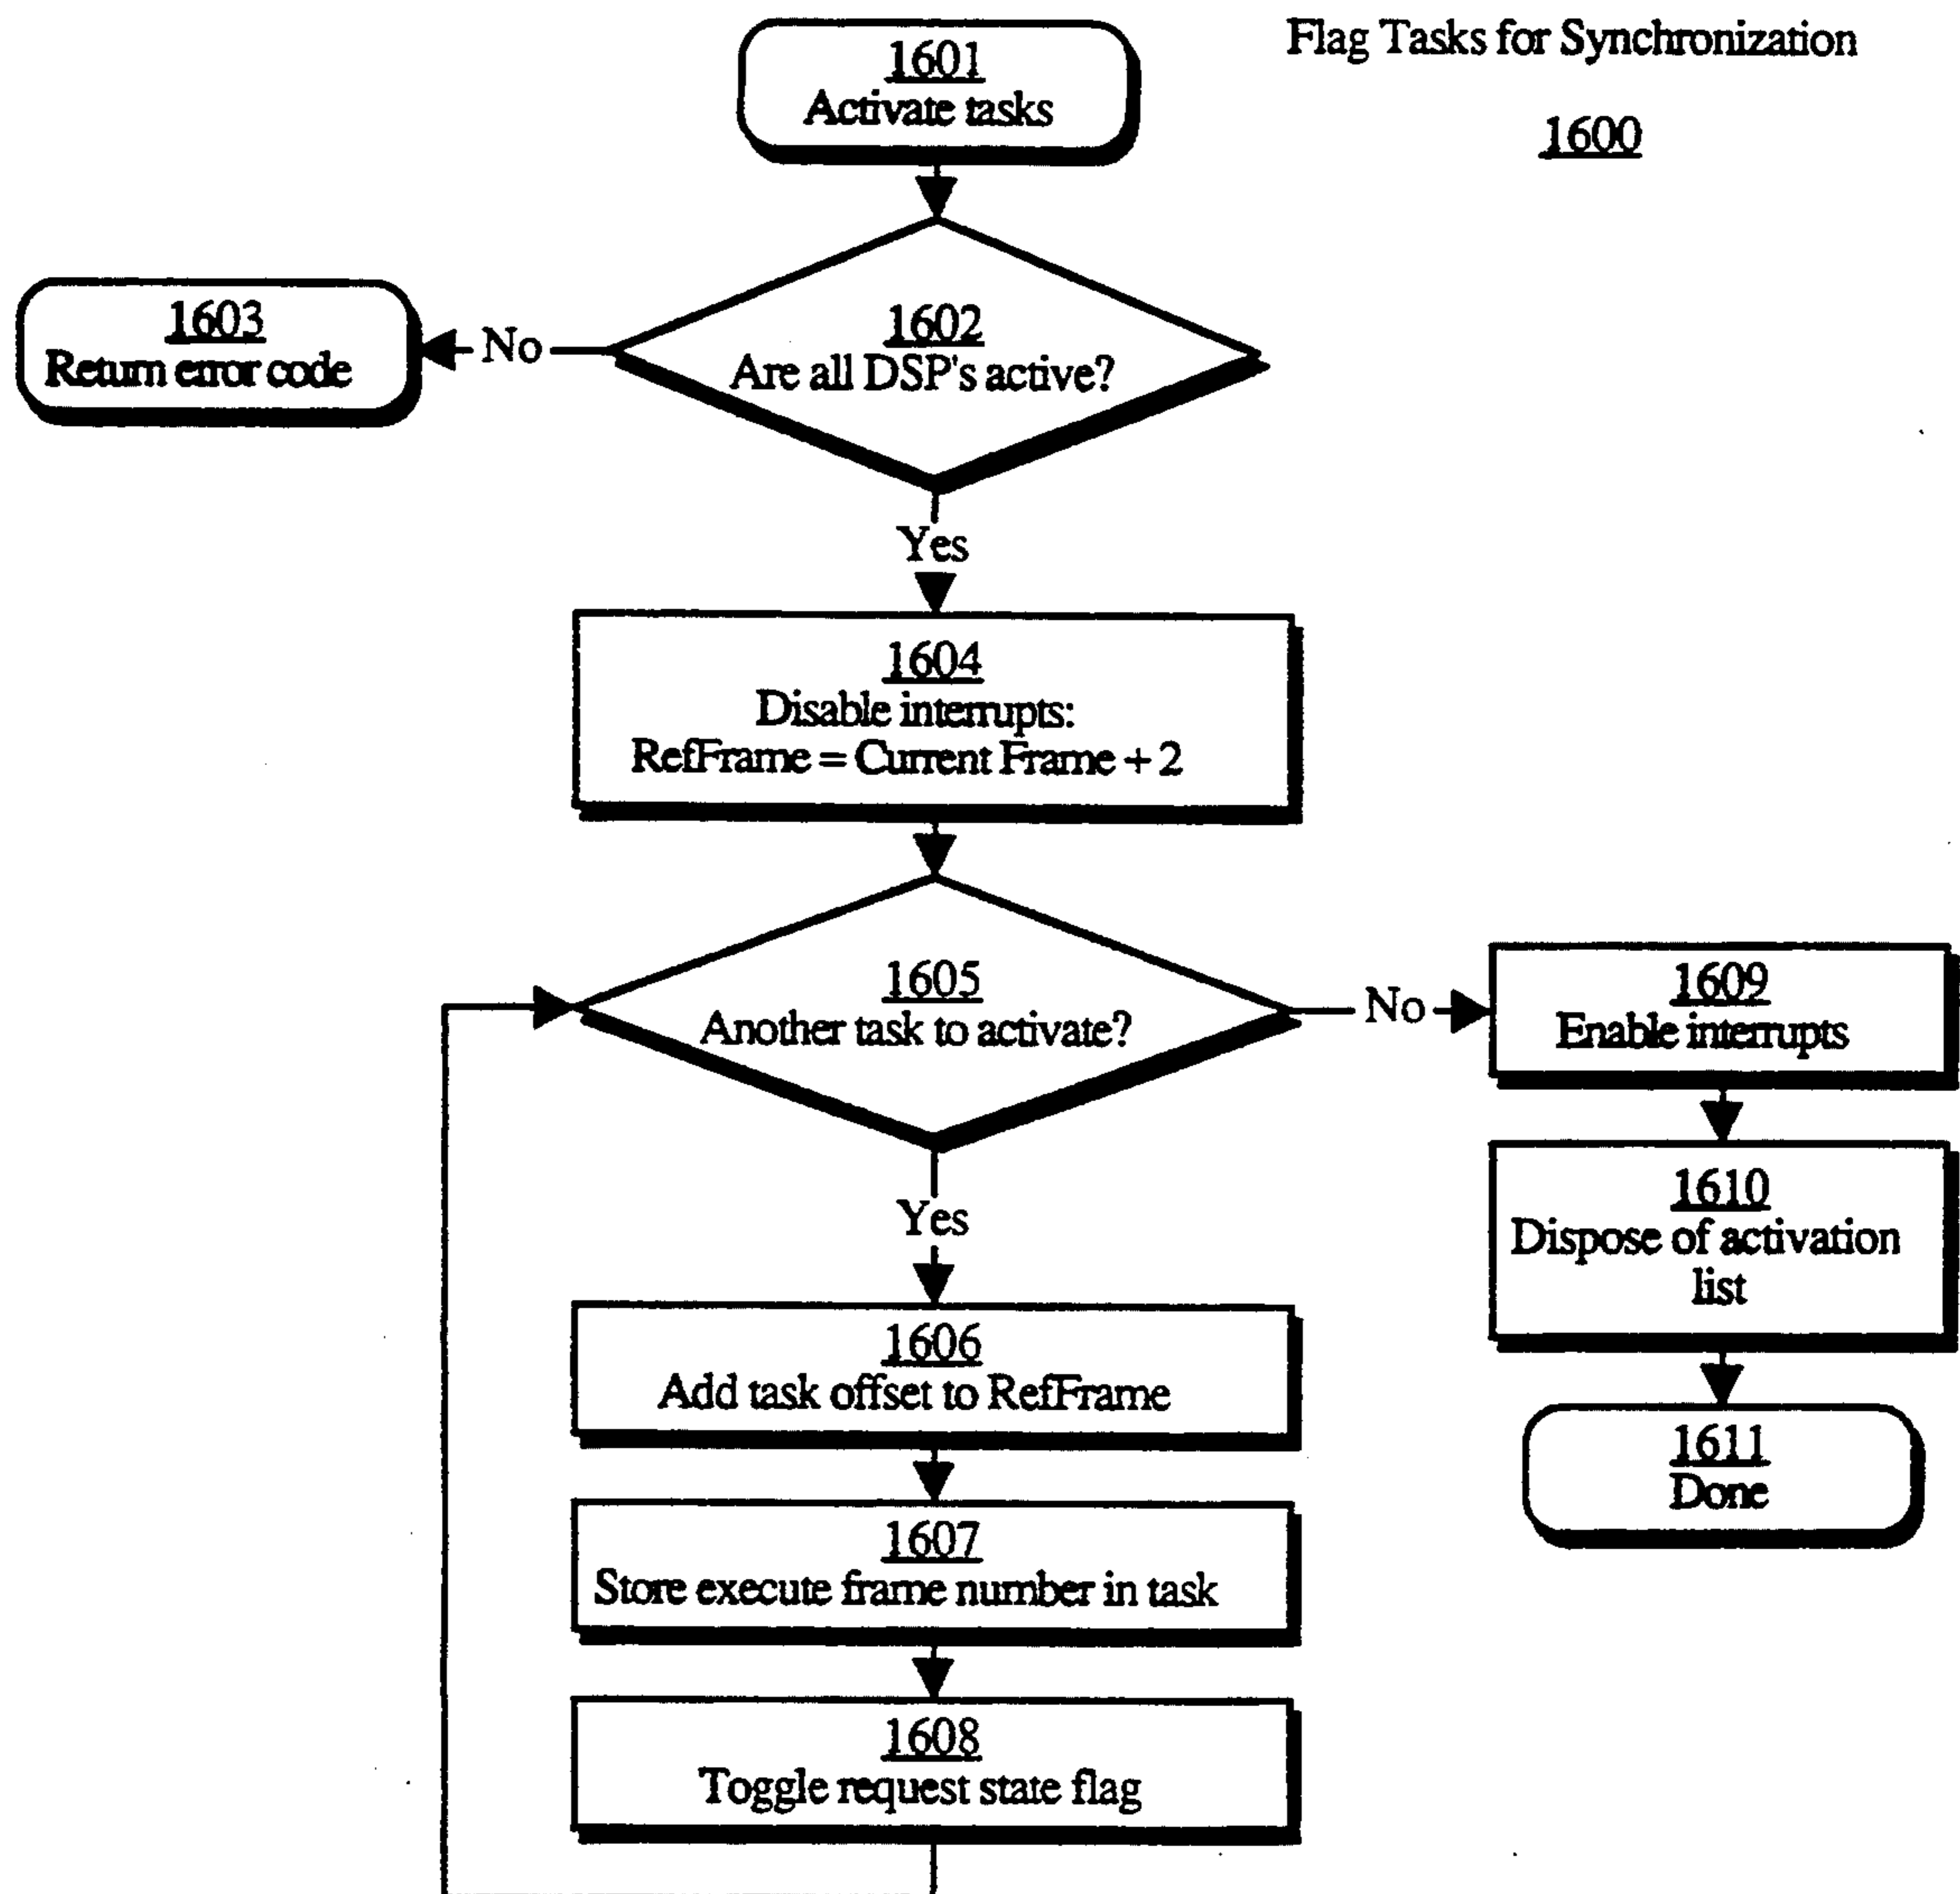 Flag Tasks for Synchronization
1600
1601
Activate tasks
1602
Are all DSP's active?
No
1603
Return error code
Yes
1604
Disable interrupts:
RefFrame = Current Frame + 2
1605
Another task to activate?
No
1609
Enable interrupts
1610
Dispose of activation
list
1611
Done
Yes
1606
Add task offset to RefFrame
1607
Store execute frame number in task
1608
Toggle request state flag